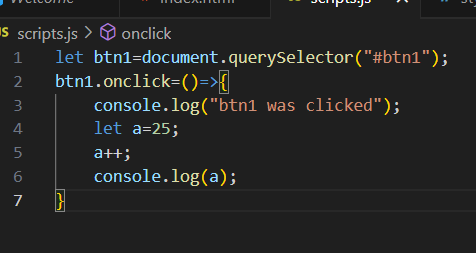 Welcome index.html scripts.js
JS scripts.js > onclick
1 let btn1=document.querySelector("#btn1");
2 btn1.onclick=()=>{
3 console.log("btn1 was clicked");
4 let a=25;
5 a++;
6 console.log(a);
7 }